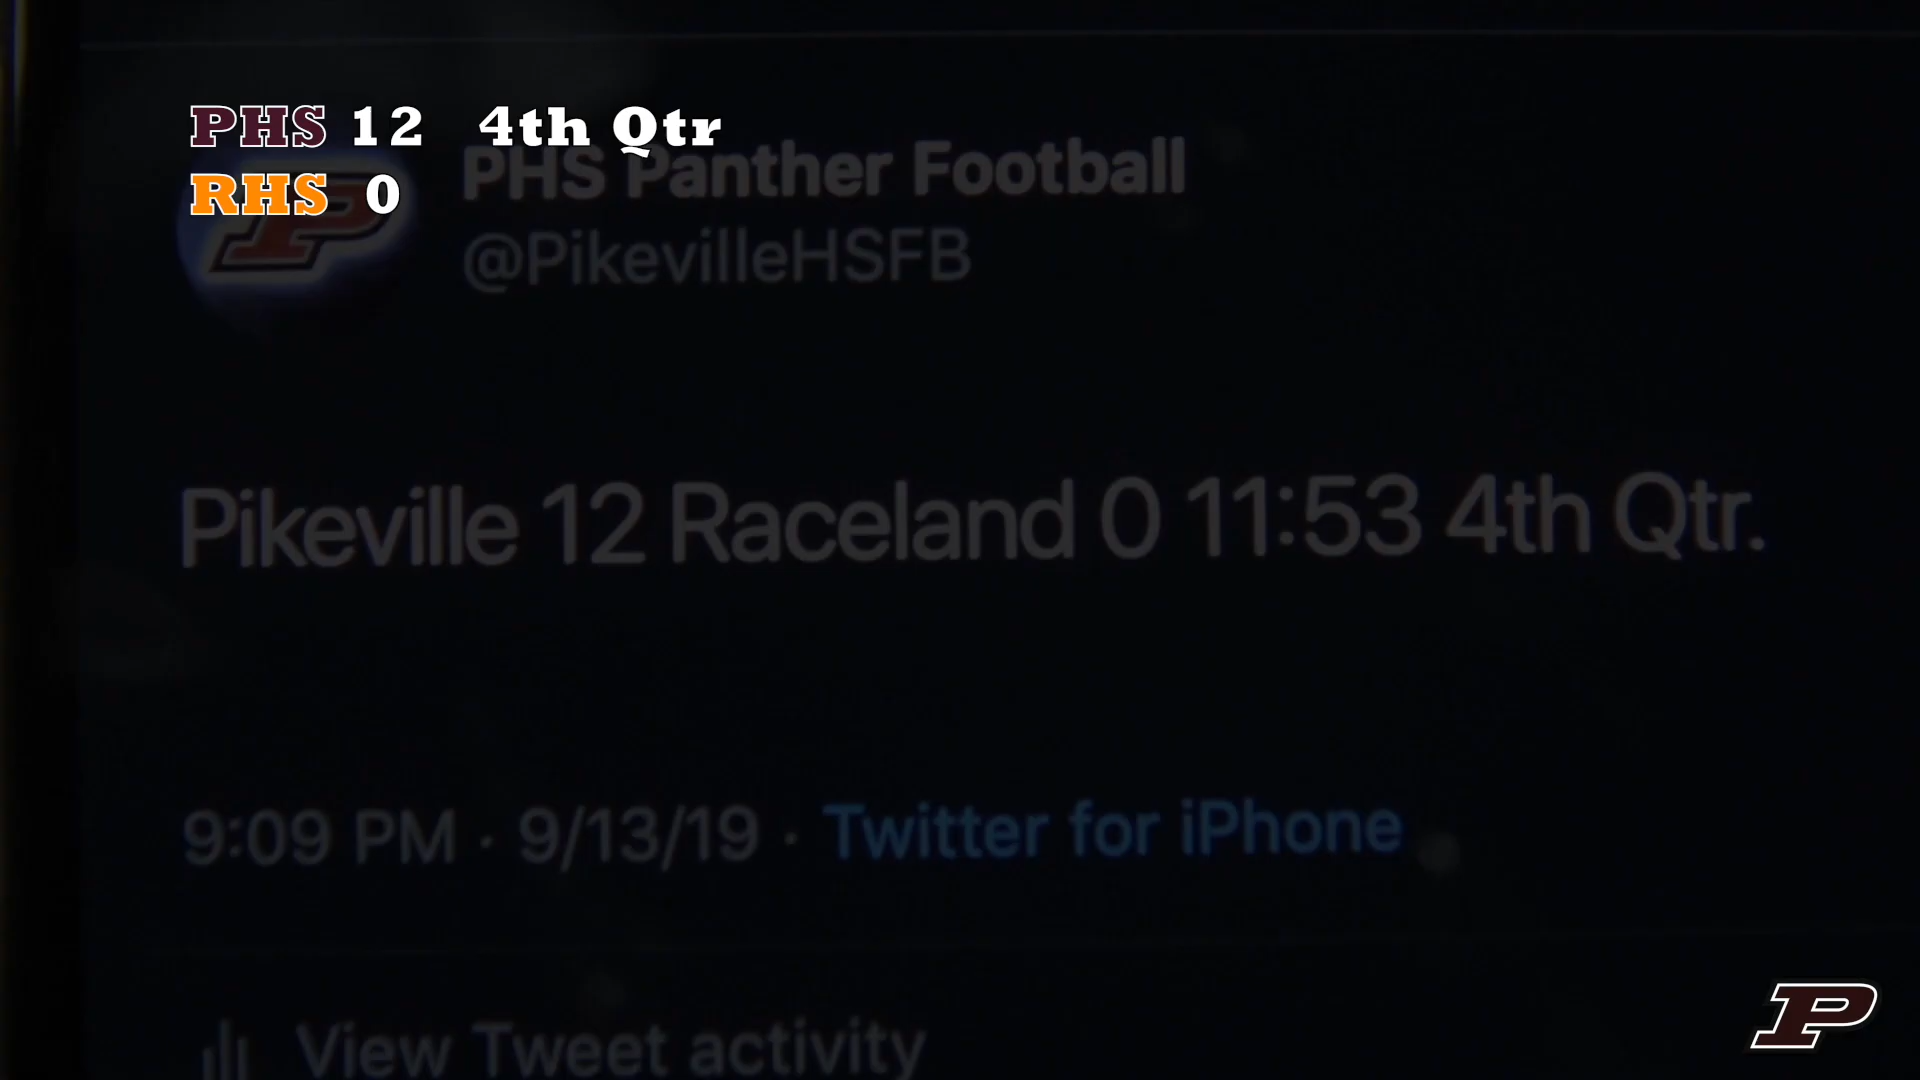 PHS 12 4th Qtr
RHS 0
P
PHS Panther Football
@PikevilleHSFB
Pikeville 12 Raceland 0 11:53 4th Qtr.
9:09 PM · 9/13/19 · Twitter for iPhone
View Tweet activity
P